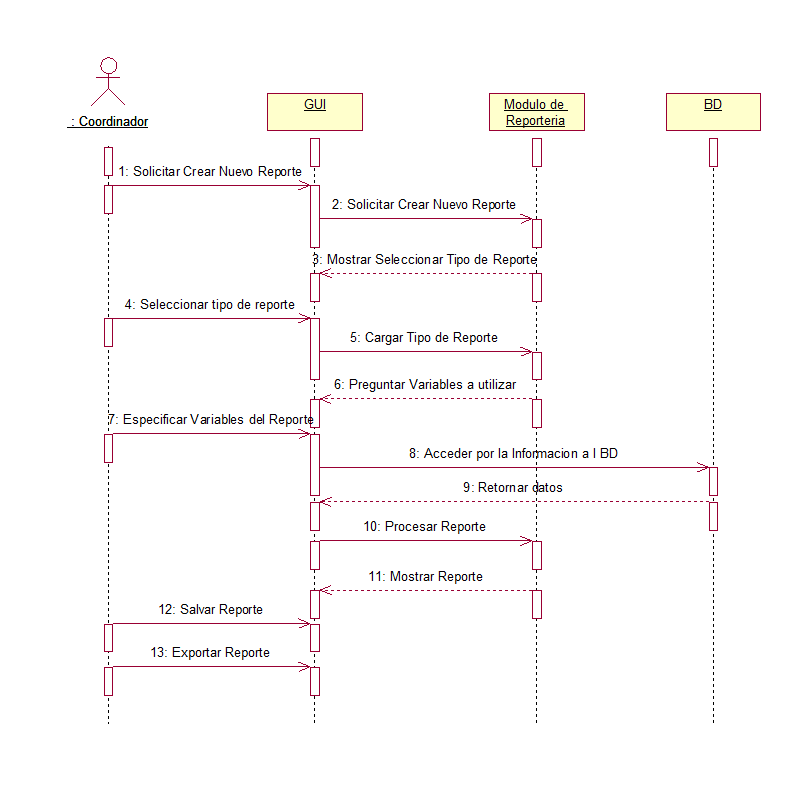 : Coordinador
GUI
Modulo de
Reporteria
BD
1: Solicitar Crear Nuevo Reporte
2: Solicitar Crear Nuevo Reporte
3: Mostrar Seleccionar Tipo de Reporte
4: Seleccionar tipo de reporte
5: Cargar Tipo de Reporte
6: Preguntar Variables a utilizar
7: Especificar Variables del Reporte
8: Acceder por la Informacion a l BD
9: Retornar datos
10: Procesar Reporte
11: Mostrar Reporte
12: Salvar Reporte
13: Exportar Reporte